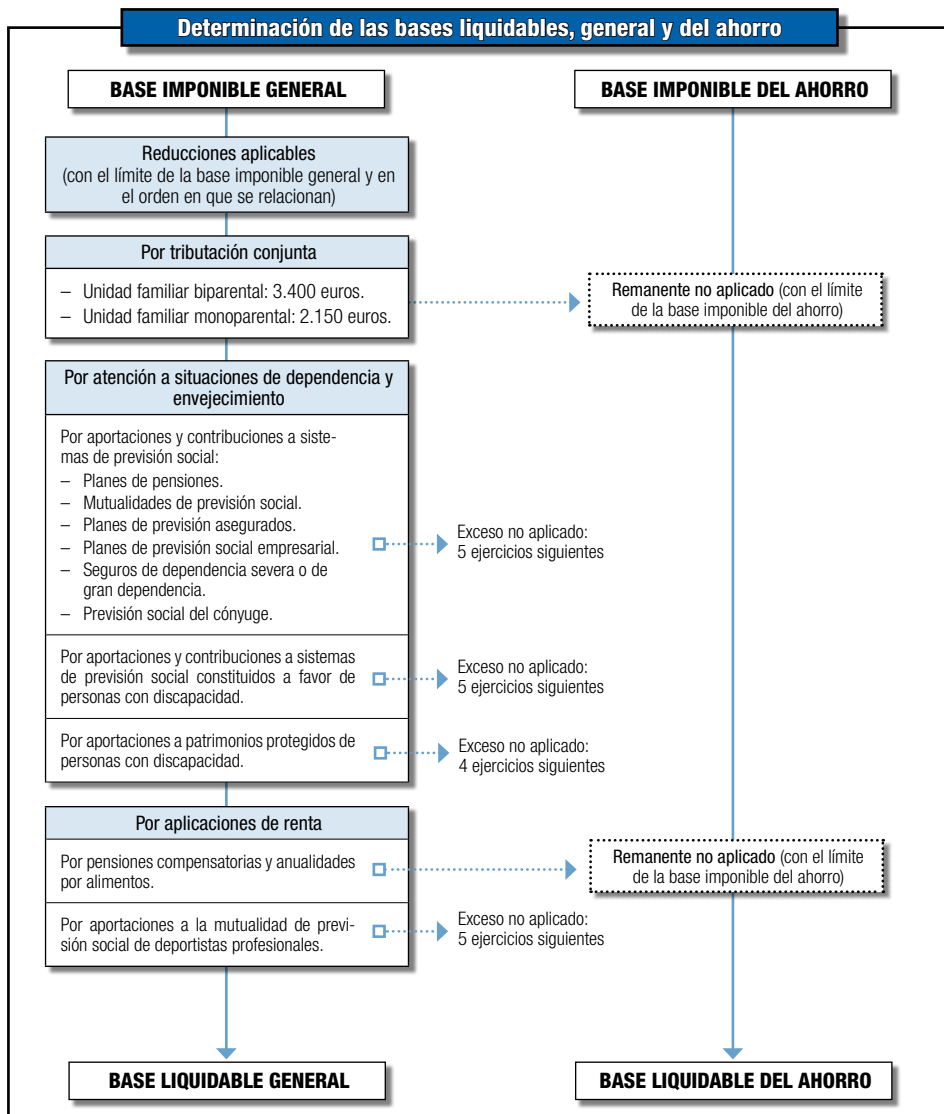 Determinación de las bases liquidables, general y del ahorro
BASE IMPONIBLE GENERAL
BASE IMPONIBLE DEL AHORRO
Reducciones aplicables
(con el límite de la base imponible general y en
el orden en que se relacionan)
Por tributación conjunta
– Unidad familiar biparental: 3.400 euros.
– Unidad familiar monoparental: 2.150 euros.
Remanente no aplicado (con el límite
de la base imponible del ahorro)
Por atención a situaciones de dependencia y
envejecimiento
Por aportaciones y contribuciones a siste-
mas de previsión social:
– Planes de pensiones.
– Mutualidades de previsión social.
– Planes de previsión asegurados.
– Planes de previsión social empresarial.
– Seguros de dependencia severa o de
gran dependencia.
– Previsión social del cónyuge.
Exceso no aplicado:
5 ejercicios siguientes
Por aportaciones y contribuciones a sistemas
de previsión social constituidos a favor de
personas con discapacidad.
Exceso no aplicado:
5 ejercicios siguientes
Por aportaciones a patrimonios protegidos de
personas con discapacidad.
Exceso no aplicado:
4 ejercicios siguientes
Por aplicaciones de renta
Por pensiones compensatorias y anualidades
por alimentos.
Remanente no aplicado (con el límite
de la base imponible del ahorro)
Por aportaciones a la mutualidad de previ-
sión social de deportistas profesionales.
Exceso no aplicado:
5 ejercicios siguientes
BASE LIQUIDABLE GENERAL
BASE LIQUIDABLE DEL AHORRO